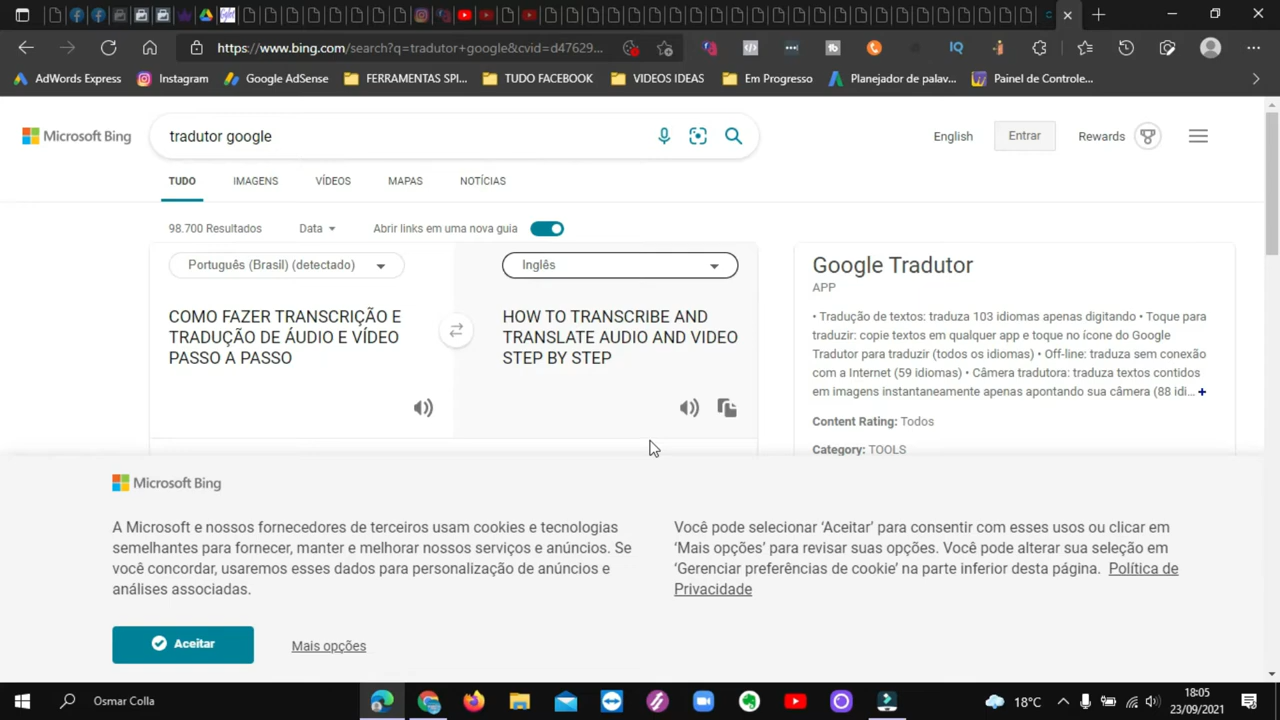 https://www.bing.com/search?q=tradutor+google&cvid=d47629...
AdWords Express
Instagram
Google AdSense
FERRAMENTAS SPI...
TUDO FACEBOOK
VIDEOS IDEAS
Em Progresso
Planejador de palav...
Painel de Controle...
Microsoft Bing
tradutor google
English
Entrar
Rewards
TUDO
IMAGENS
VÍDEOS
MAPAS
NOTÍCIAS
98.700 Resultados
Data
Abrir links em uma nova guia
Português (Brasil) (detectado)
Inglês
COMO FAZER TRANSCRIÇÃO E
TRADUÇÃO DE ÁUDIO E VÍDEO
PASSO A PASSO
HOW TO TRANSCRIBE AND
TRANSLATE AUDIO AND VIDEO
STEP BY STEP
Google Tradutor
APP
• Tradução de textos: traduza 103 idiomas apenas digitando • Toque para
traduzir: copie textos em qualquer app e toque no ícone do Google
Tradutor para traduzir (todos os idiomas) • Off-line: traduza sem conexão
com a Internet (59 idiomas) • Câmera tradutora: traduza textos contidos
em imagens instantaneamente apenas apontando sua câmera (88 idi... +
Content Rating: Todos
Category: TOOLS
Microsoft Bing
A Microsoft e nossos fornecedores de terceiros usam cookies e tecnologias
semelhantes para fornecer, manter e melhorar nossos serviços e anúncios. Se
você concordar, usaremos esses dados para personalização de anúncios e
análises associadas.
Você pode selecionar 'Aceitar' para consentir com esses usos ou clicar em
'Mais opções' para revisar suas opções. Você pode alterar sua seleção em
'Gerenciar preferências de cookie' na parte inferior desta página. Política de
Privacidade
Aceitar
Mais opções
Osmar Colla
18°C
18:05
23/09/2021